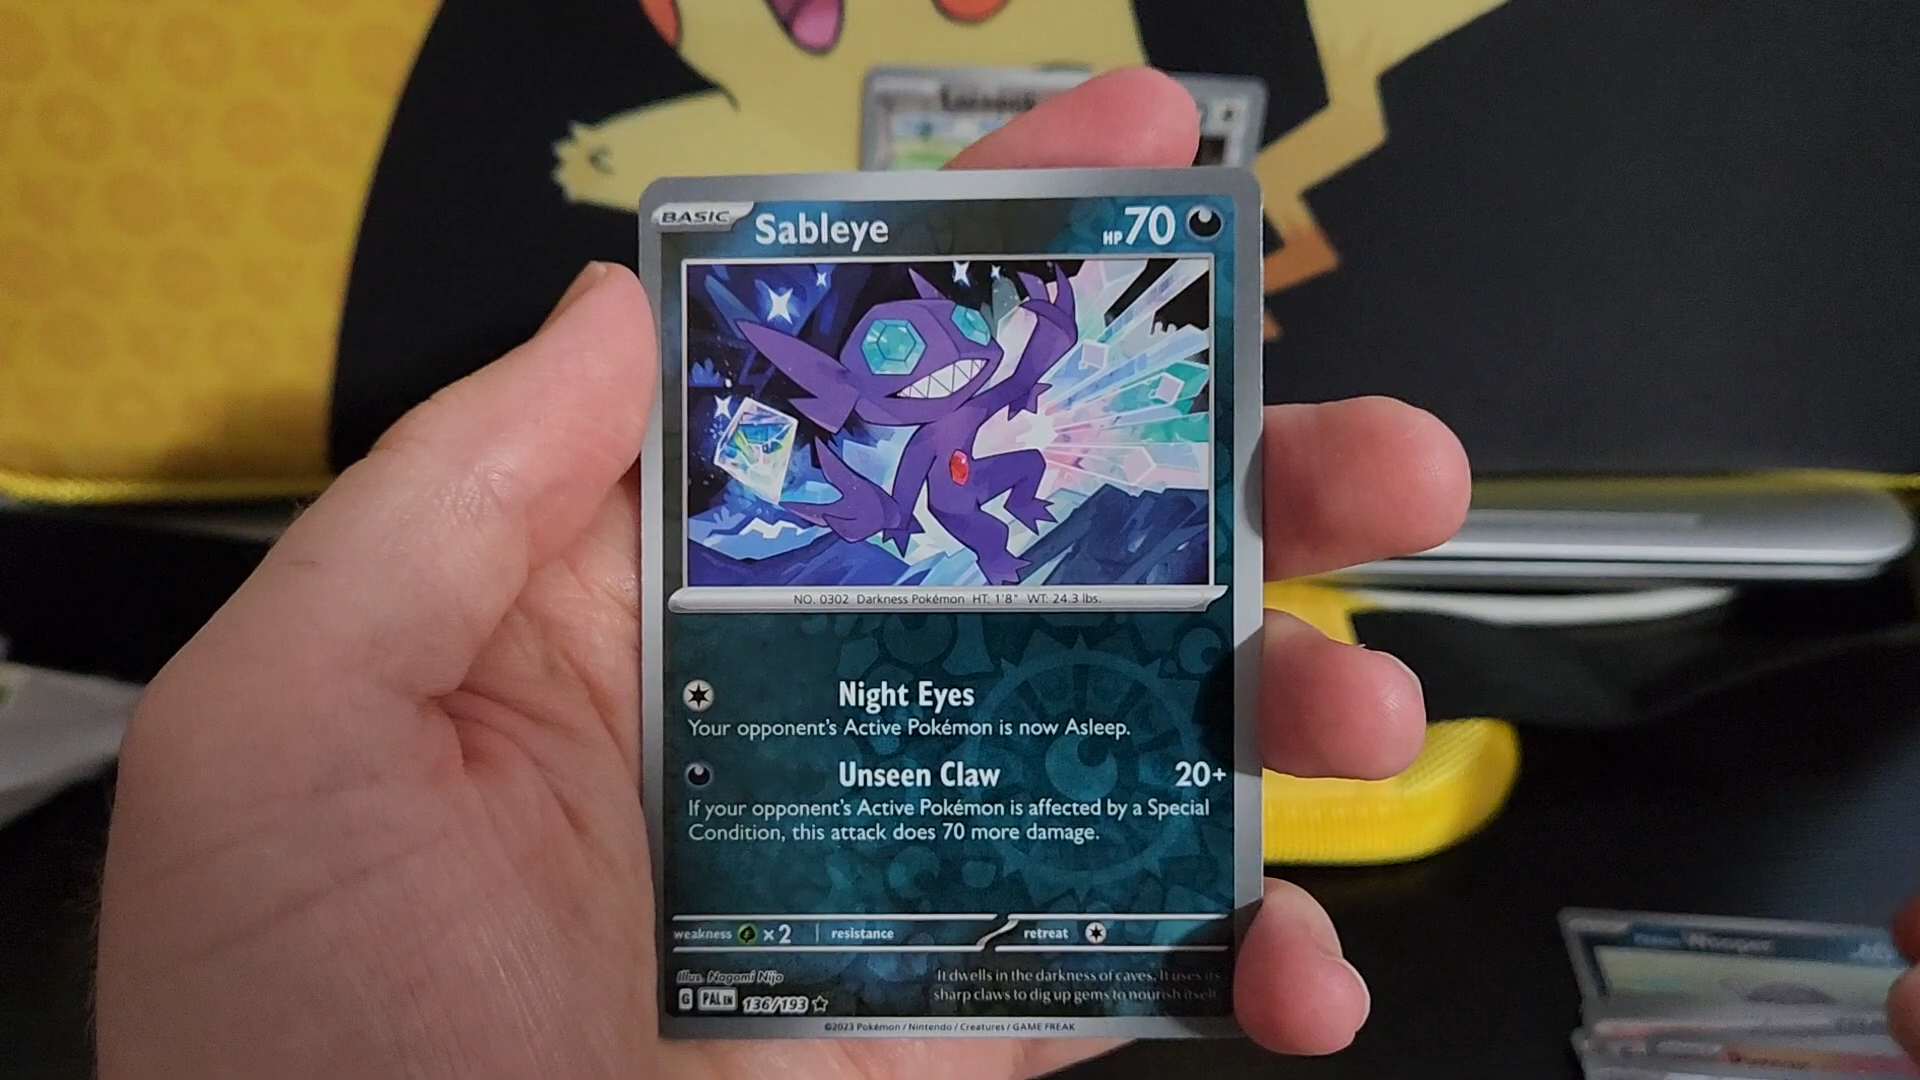 BASIC Sableye HP 70
NO. 0302 Darkness Pokémon HT: 1'8" WT: 24.3 lbs.
Night Eyes
Your opponent's Active Pokémon is now Asleep.
Unseen Claw 20+
If your opponent's Active Pokémon is affected by a Special
Condition, this attack does 70 more damage.
weakness ×2 resistance retreat
Illus. Nagomi Nijo
It dwells in the darkness of caves. It uses its
sharp claws to dig up gems to nourish itself.
G PAL EN 136/193
©2023 Pokémon / Nintendo / Creatures / GAME FREAK
Wooper